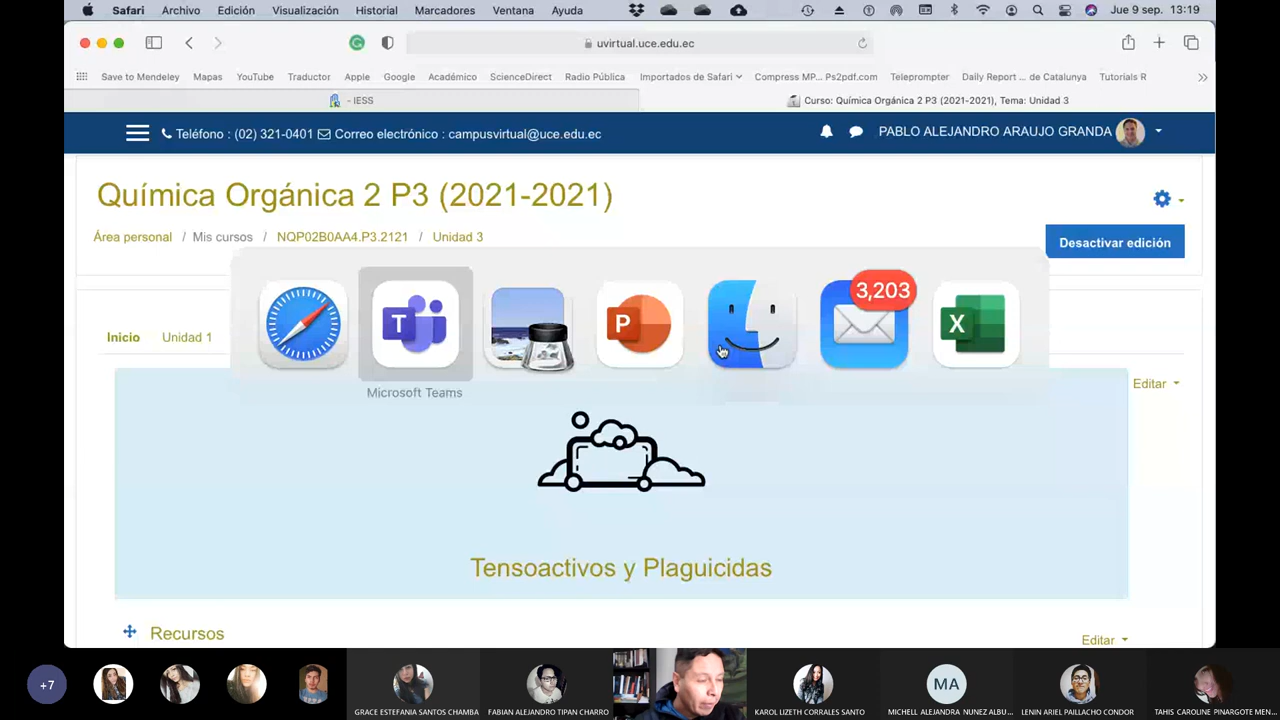 Safari Archivo Edición Visualización Historial Marcadores Ventana Ayuda Jue 9 sep. 13:19
uvirtual.uce.edu.ec
Save to Mendeley Mapas YouTube Traductor Apple Google Académico ScienceDirect Radio Pública Importados de Safari Compress MP... Ps2pdf.com Teleprompter Daily Report ... de Catalunya Tutorials R
- IESS
Curso: Química Orgánica 2 P3 (2021-2021), Tema: Unidad 3
Teléfono : (02) 321-0401 Correo electrónico : campusvirtual@uce.edu.ec
PABLO ALEJANDRO ARAUJO GRANDA
Química Orgánica 2 P3 (2021-2021)
Área personal / Mis cursos / NQP02B0AA4.P3.2121 / Unidad 3
Desactivar edición
3,203
T
P
X
Inicio Unidad 1
Editar
Microsoft Teams
Tensoactivos y Plaguicidas
Recursos
Editar
+7
MA
GRACE ESTEFANIA SANTOS CHAMBA
FABIAN ALEJANDRO TIPAN CHARRO
KAROL LIZETH CORRALES SANTO
MICHELL ALEJANDRA NUNEZ ALBU...
LENIN ARIEL PAILLACHO CONDOR
TAHIS CAROLINE PINARGOTE MEN...